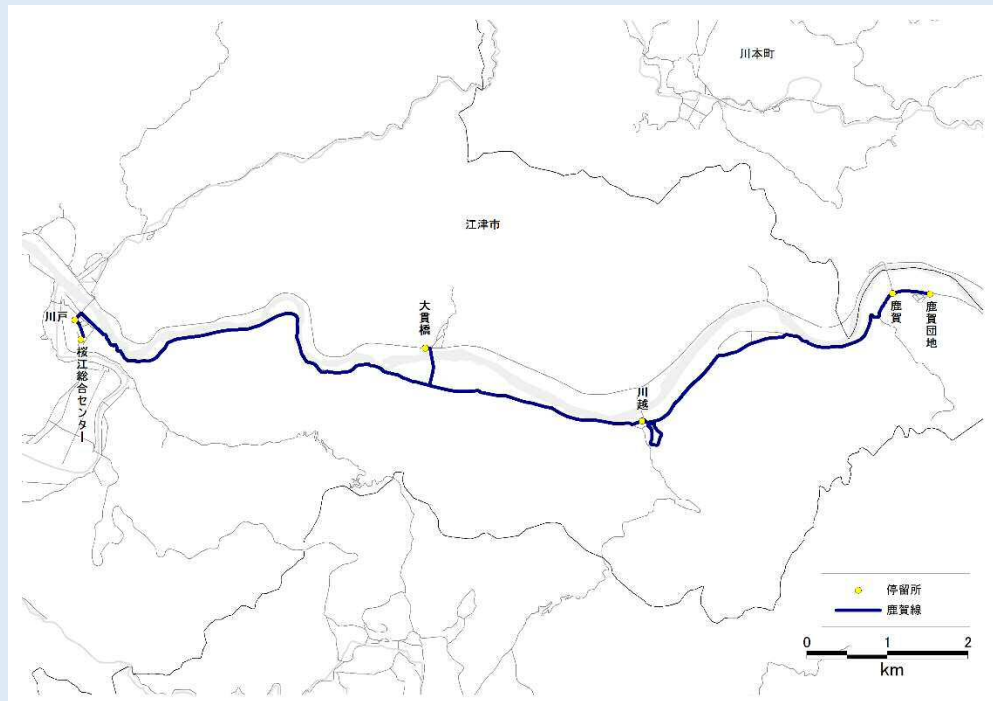 川本町
江津市
川戸
桜江総合センター
大貫橋
川越
鹿賀
鹿賀団地
停留所
鹿賀線
0 1 2
km